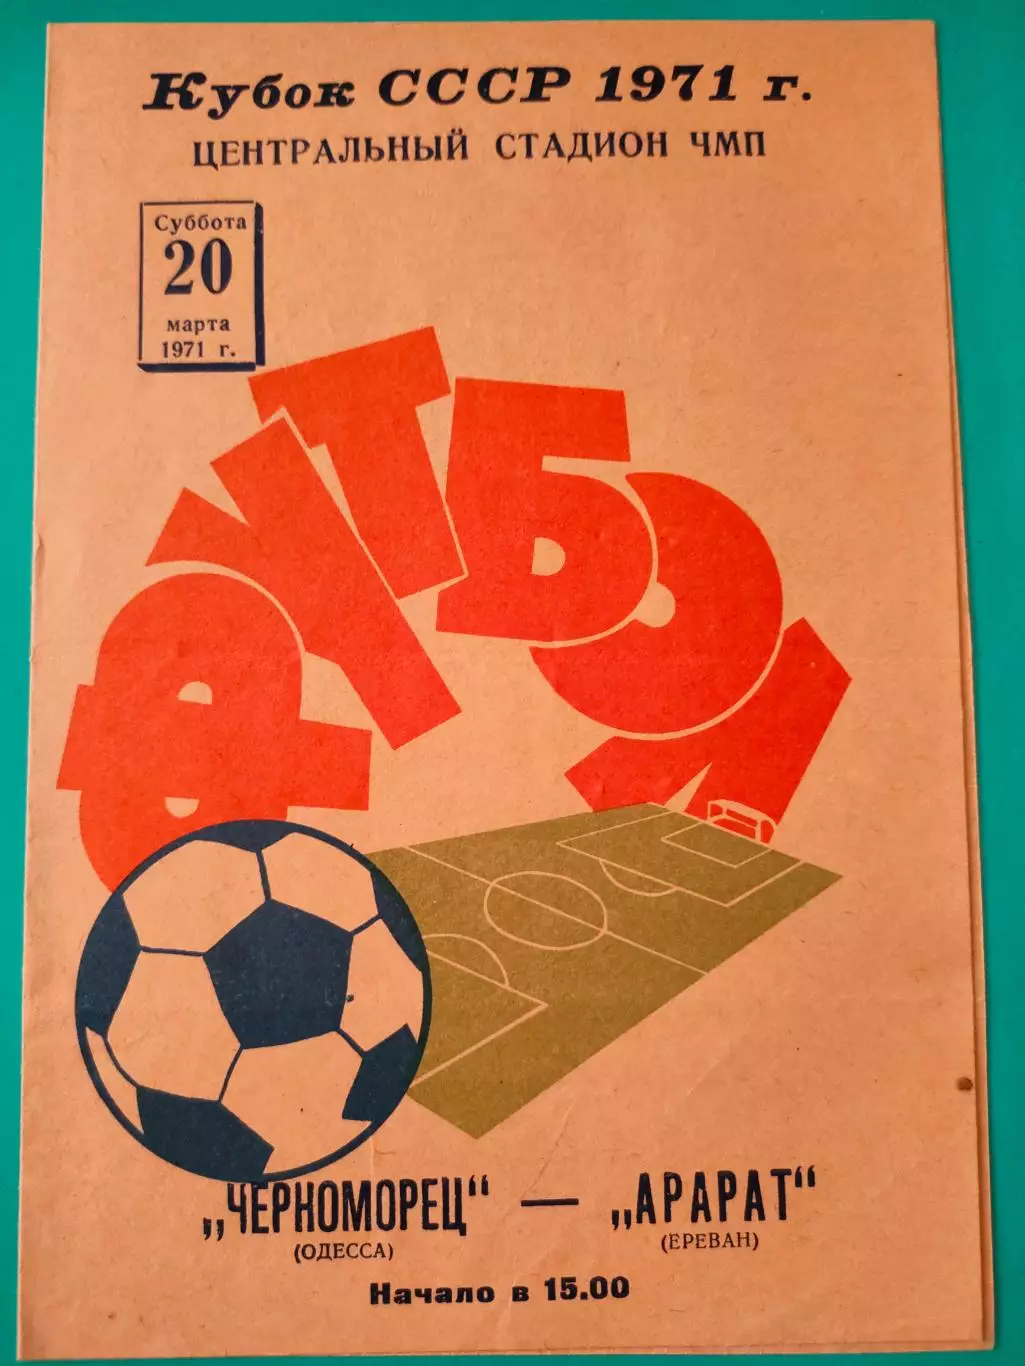 Кубок СССР 1971 г.
ЦЕНТРАЛЬНЫЙ СТАДИОН ЧМП
Суббота
20
марта
1971 г.
ФУТБОЛ
„ЧЕРНОМОРЕЦ“ — „АРАРАТ“
(ОДЕССА) (ЕРЕВАН)
Начало в 15.00